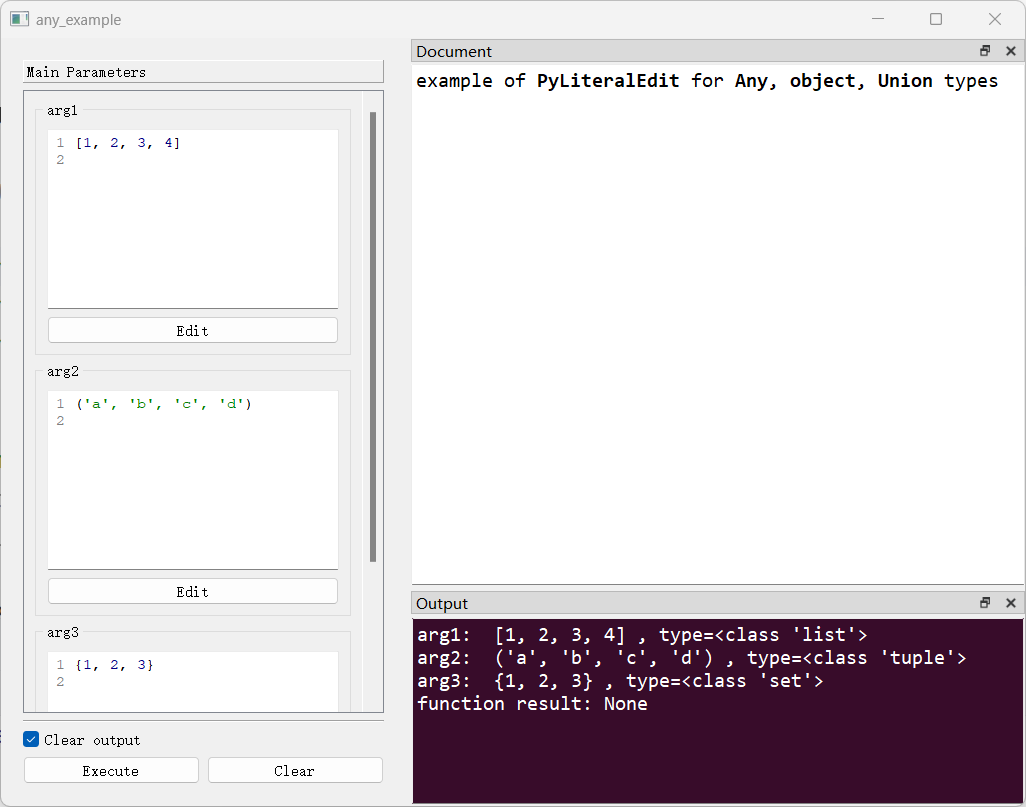 any_example
Main Parameters
arg1
1 [1, 2, 3, 4]
2
Edit
arg2
1 ('a', 'b', 'c', 'd')
2
Edit
arg3
1 {1, 2, 3}
2
Clear output
Execute
Clear
Document
example of PyLiteralEdit for Any, object, Union types
Output
arg1:  [1, 2, 3, 4] , type=<class 'list'>
arg2:  ('a', 'b', 'c', 'd') , type=<class 'tuple'>
arg3:  {1, 2, 3} , type=<class 'set'>
function result: None